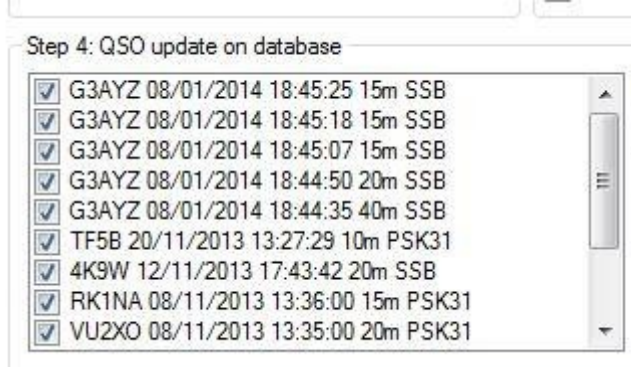 Step 4: QSO update on database
G3AYZ 08/01/2014 18:45:25 15m SSB
G3AYZ 08/01/2014 18:45:18 15m SSB
G3AYZ 08/01/2014 18:45:07 15m SSB
G3AYZ 08/01/2014 18:44:50 20m SSB
G3AYZ 08/01/2014 18:44:35 40m SSB
TF5B 20/11/2013 13:27:29 10m PSK31
4K9W 12/11/2013 17:43:42 20m SSB
RK1NA 08/11/2013 13:36:00 15m PSK31
VU2XO 08/11/2013 13:35:00 20m PSK31